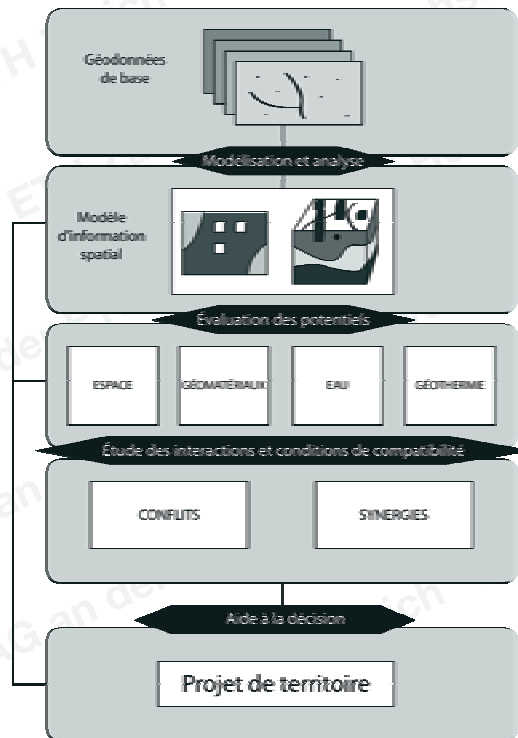 Géodonnées
de base
Modélisation et analyse
Modèle
d'information
spatial
Évaluation des potentiels
ESPACE
GÉOMATÉRIAUX
EAU
GÉOTHERMIE
Étude des interactions et conditions de compatibilité
CONFLITS
SYNERGIES
Aide à la décision
Projet de territoire